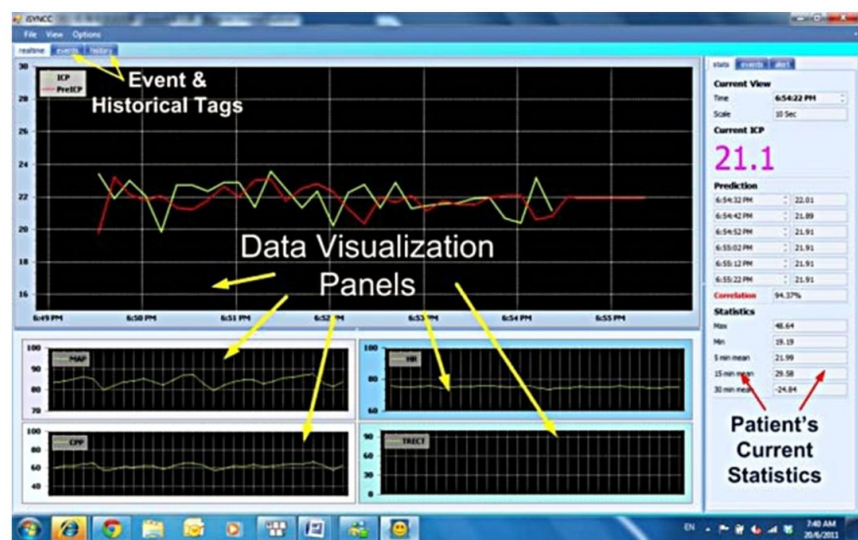 iSYNCC
File View Options
realtime events history
30
28
26
24
22
20
18
16
ICP
PreICP
Event &
Historical Tags
Data Visualization
Panels
6:49 PM 6:50 PM 6:51 PM 6:52 PM 6:53 PM 6:54 PM 6:55 PM
100
80
70
MAP
100
80
60
HR
100
80
60
40
CPP
90
60
30
0
TRECT
stats events alert
Current View
Time 6:54:22 PM
Scale 10 Sec
Current ICP
21.1
Prediction
6:54:32 PM 22.01
6:54:42 PM 21.89
6:54:52 PM 21.91
6:55:02 PM 21.91
6:55:12 PM 21.91
6:55:22 PM 21.91
Correlation 94.37%
Statistics
Max 48.64
Min 19.19
5 min mean 21.99
15 min mean 29.58
30 min mean -24.84
Patient's
Current
Statistics
EN
7:40 AM
20/6/2011